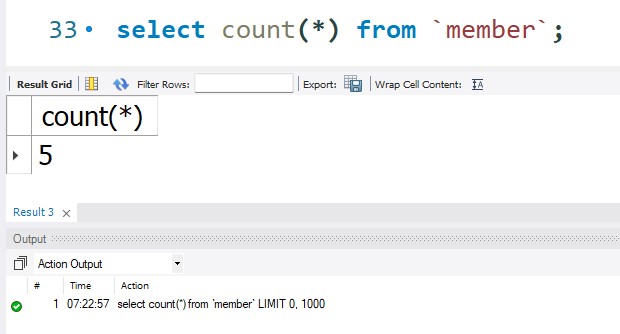 33 select count(*) from `member`;
Result Grid Filter Rows: Export: Wrap Cell Content: IA
count(*)
5
Result 3 ×
Output
Action Output
# Time Action
1 07:22:57 select count(*) from `member` LIMIT 0, 1000